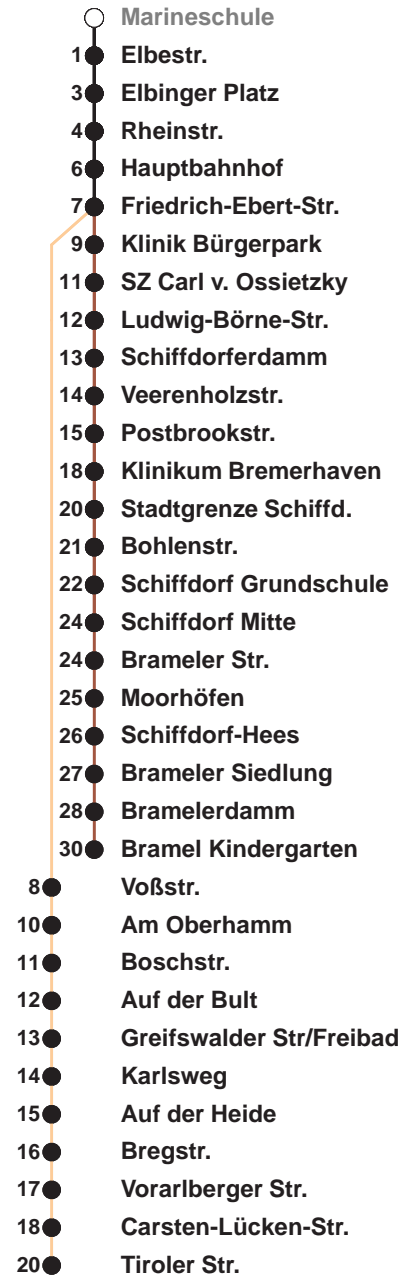 Marineschule
1 Elbestr.
3 Elbinger Platz
4 Rheinstr.
6 Hauptbahnhof
7 Friedrich-Ebert-Str.
9 Klinik Bürgerpark
11 SZ Carl v. Ossietzky
12 Ludwig-Börne-Str.
13 Schiffdorferdamm
14 Veerenholzstr.
15 Postbrookstr.
18 Klinikum Bremerhaven
20 Stadtgrenze Schiffd.
21 Bohlenstr.
22 Schiffdorf Grundschule
24 Schiffdorf Mitte
24 Brameler Str.
25 Moorhöfen
26 Schiffdorf-Hees
27 Brameler Siedlung
28 Bramelerdamm
30 Bramel Kindergarten
8 Voßstr.
10 Am Oberhamm
11 Boschstr.
12 Auf der Bult
13 Greifswalder Str/Freibad
14 Karlsweg
15 Auf der Heide
16 Bregstr.
17 Vorarlberger Str.
18 Carsten-Lücken-Str.
20 Tiroler Str.